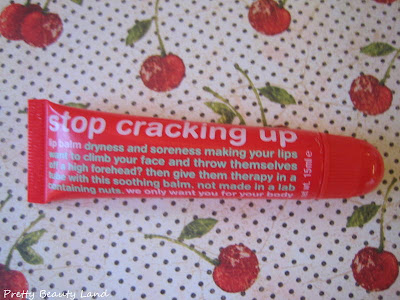 stop cracking up
lip balm dryness and soreness making your lips
want to climb your face and throw themselves
off a high forehead? then give them therapy in a
tube with this soothing balm. not made in a lab
containing nuts. we only want you for your body
net wt. 15ml e
Pretty Beauty Land